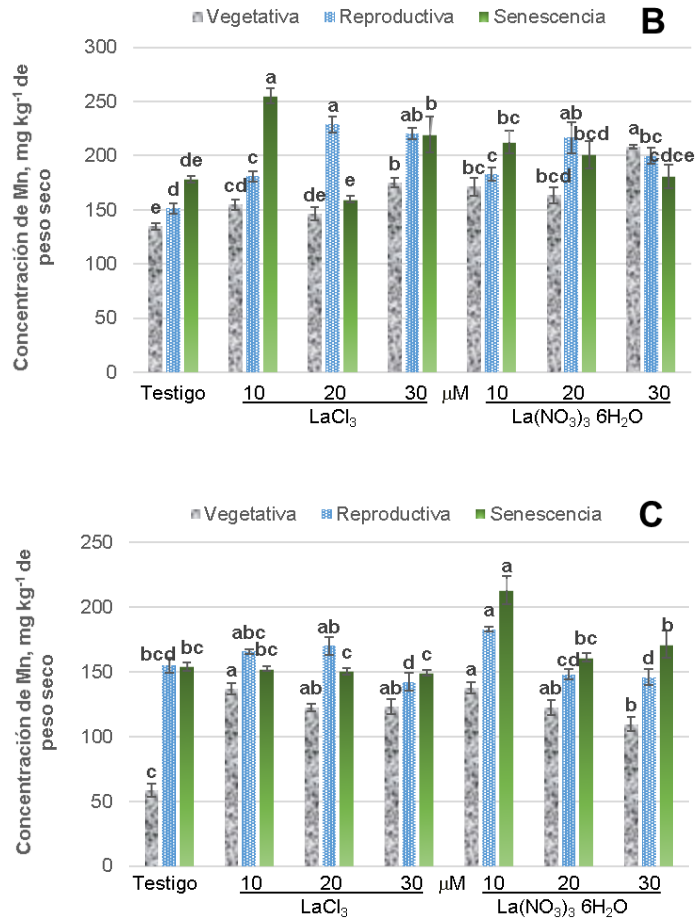 Vegetativa Reproductiva Senescencia B
Concentración de Mn, mg kg⁻¹ de
peso seco
300
250
200
150
100
50
0
e d de
cd c a
de a e
b ab b
bc c bc
bcd ab bcd
a bc cdce
Testigo 10 20 30 µM 10 20 30
LaCl₃ La(NO₃)₃ 6H₂O
Vegetativa Reproductiva Senescencia C
Concentración de Mn, mg kg⁻¹ de
peso seco
250
200
150
100
50
0
c bcd bc
a abc bc
ab ab c
ab d c
a a a
ab cd bc
b d b
Testigo 10 20 30 µM 10 20 30
LaCl₃ La(NO₃)₃ 6H₂O